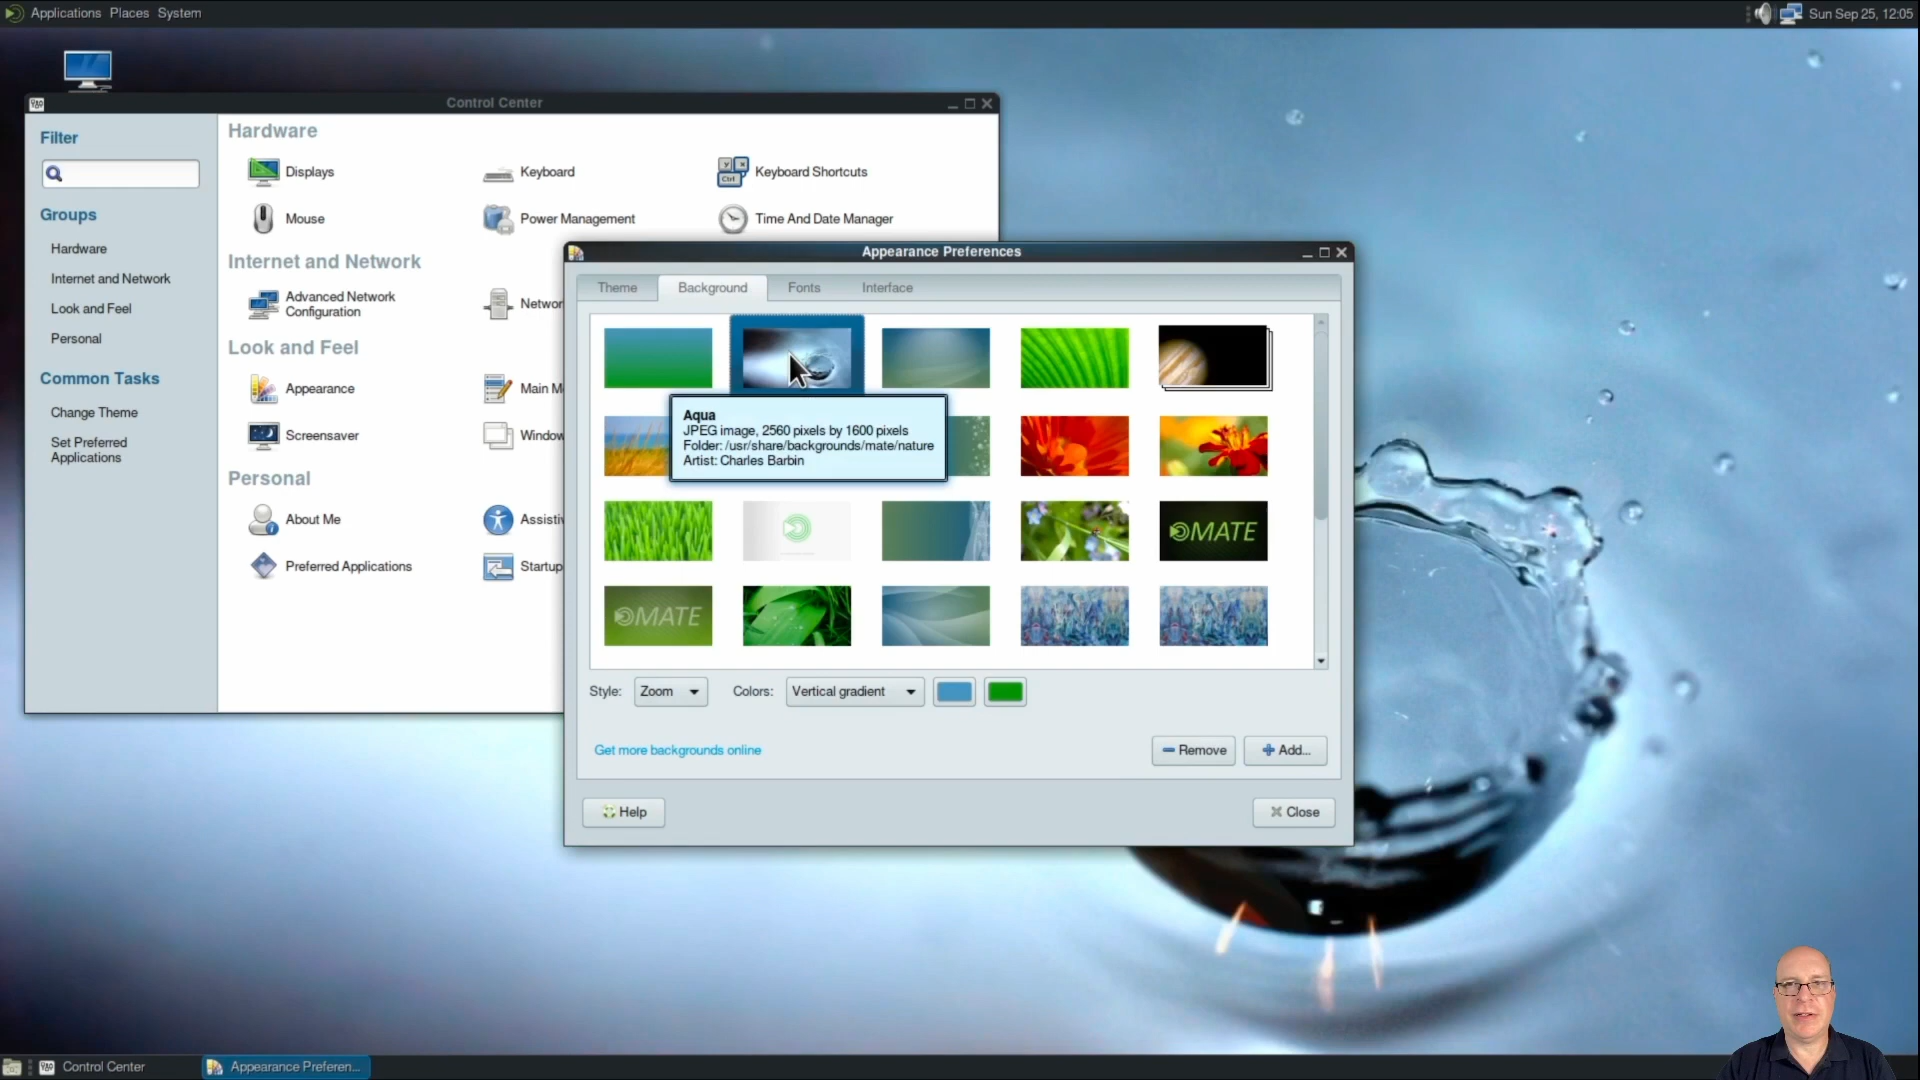 Applications Places System
Sun Sep 25, 12:05
Control Center
Filter
Groups
Hardware
Internet and Network
Look and Feel
Personal
Common Tasks
Change Theme
Set Preferred
Applications
Hardware
Displays
Keyboard
Keyboard Shortcuts
Mouse
Power Management
Time And Date Manager
Internet and Network
Advanced Network
Configuration
Networ
Look and Feel
Appearance
Main M
Screensaver
Window
Personal
About Me
Assisti
Preferred Applications
Startup
Appearance Preferences
Theme
Background
Fonts
Interface
Aqua
JPEG image, 2560 pixels by 1600 pixels
Folder: /usr/share/backgrounds/mate/nature
Artist: Charles Barbin
MATE
MATE
Style: Zoom
Colors: Vertical gradient
Get more backgrounds online
Remove
Add...
Help
Close
Control Center
Appearance Preferen...